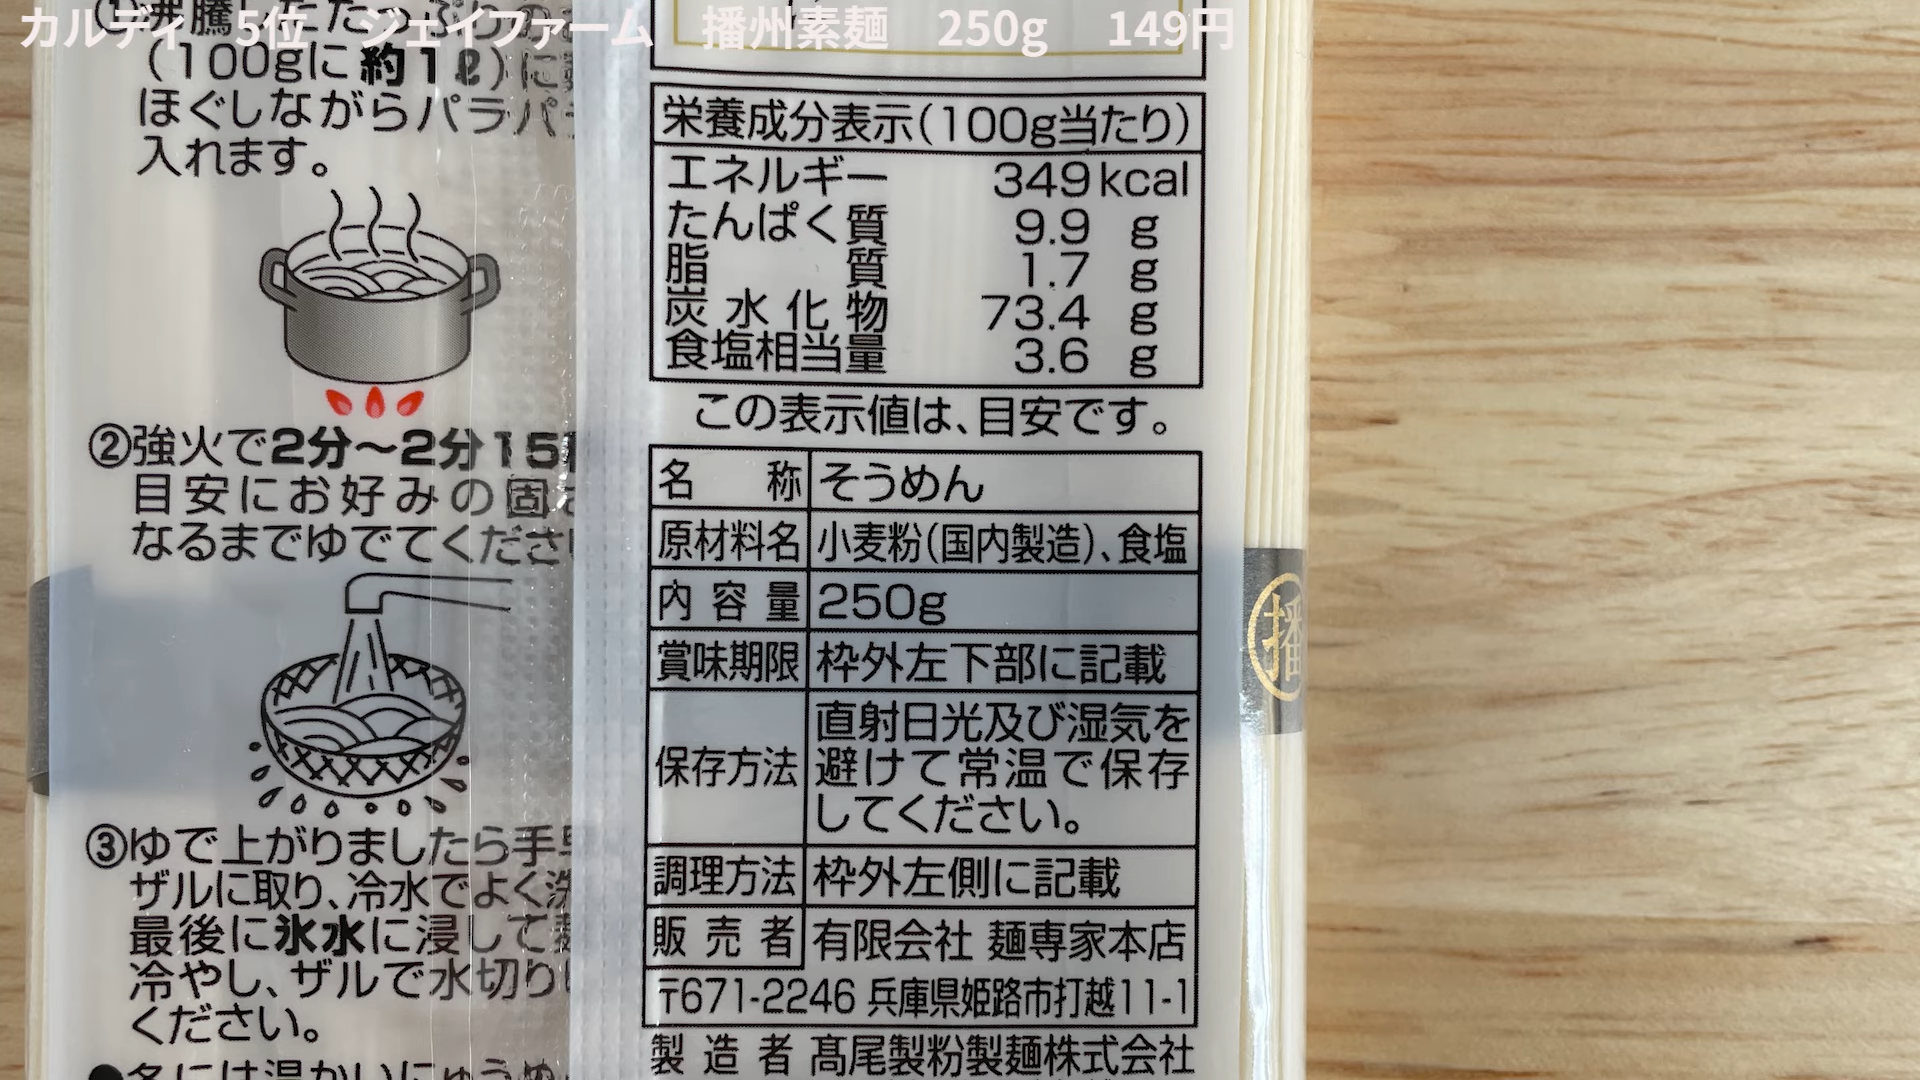 カルディ 5位 ジェイファーム 播州素麺 250g 149円
(100gに約1ℓ)に
ほぐしながらパラパラ
入れます。
②強火で2分〜2分15
目安にお好みの固
なるまでゆでてくださ
③ゆで上がりましたら手
ザルに取り、冷水でよく洗
最後に氷水に浸して
冷やし、ザルで水切り
ください。
栄養成分表示(100g当たり)
エネルギー 349kcal
たんぱく質 9.9 g
脂質 1.7 g
炭水化物 73.4 g
食塩相当量 3.6 g
この表示値は、目安です。
名称 そうめん
原材料名 小麦粉(国内製造)、食塩
内容量 250g
賞味期限 枠外左下部に記載
保存方法 直射日光及び湿気を
避けて常温で保存
してください。
調理方法 枠外左側に記載
販売者 有限会社 麺専家本店
〒671-2246 兵庫県姫路市打越11-1
製造者 髙尾製粉製麺株式会社
播